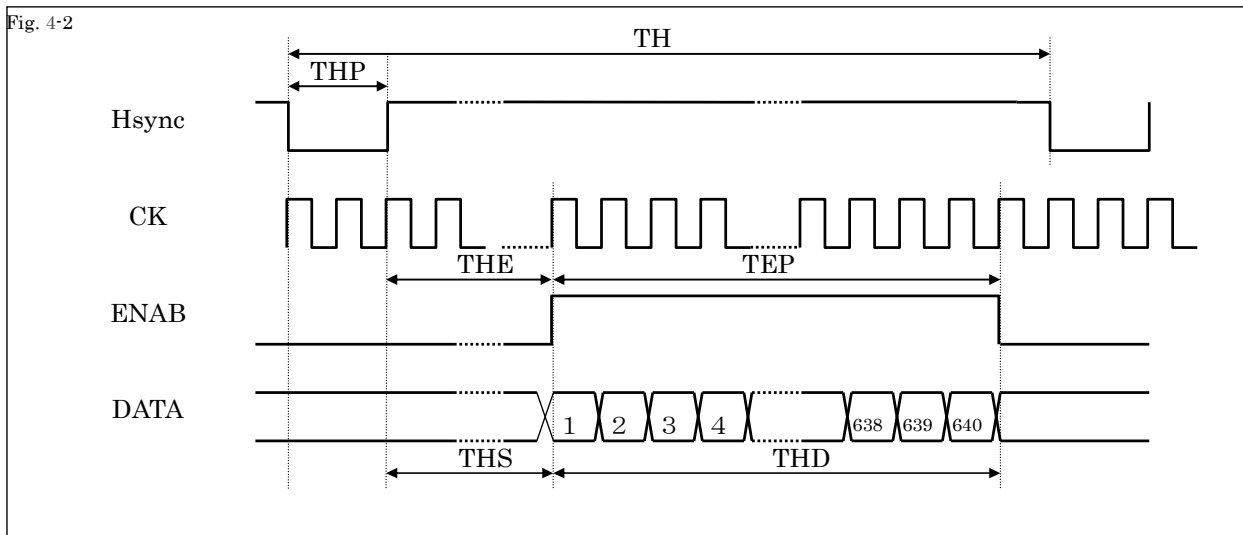 Fig. 4-2
TH
THP
Hsync
CK
THE TEP
ENAB
DATA 1 2 3 4 638 639 640
THS THD